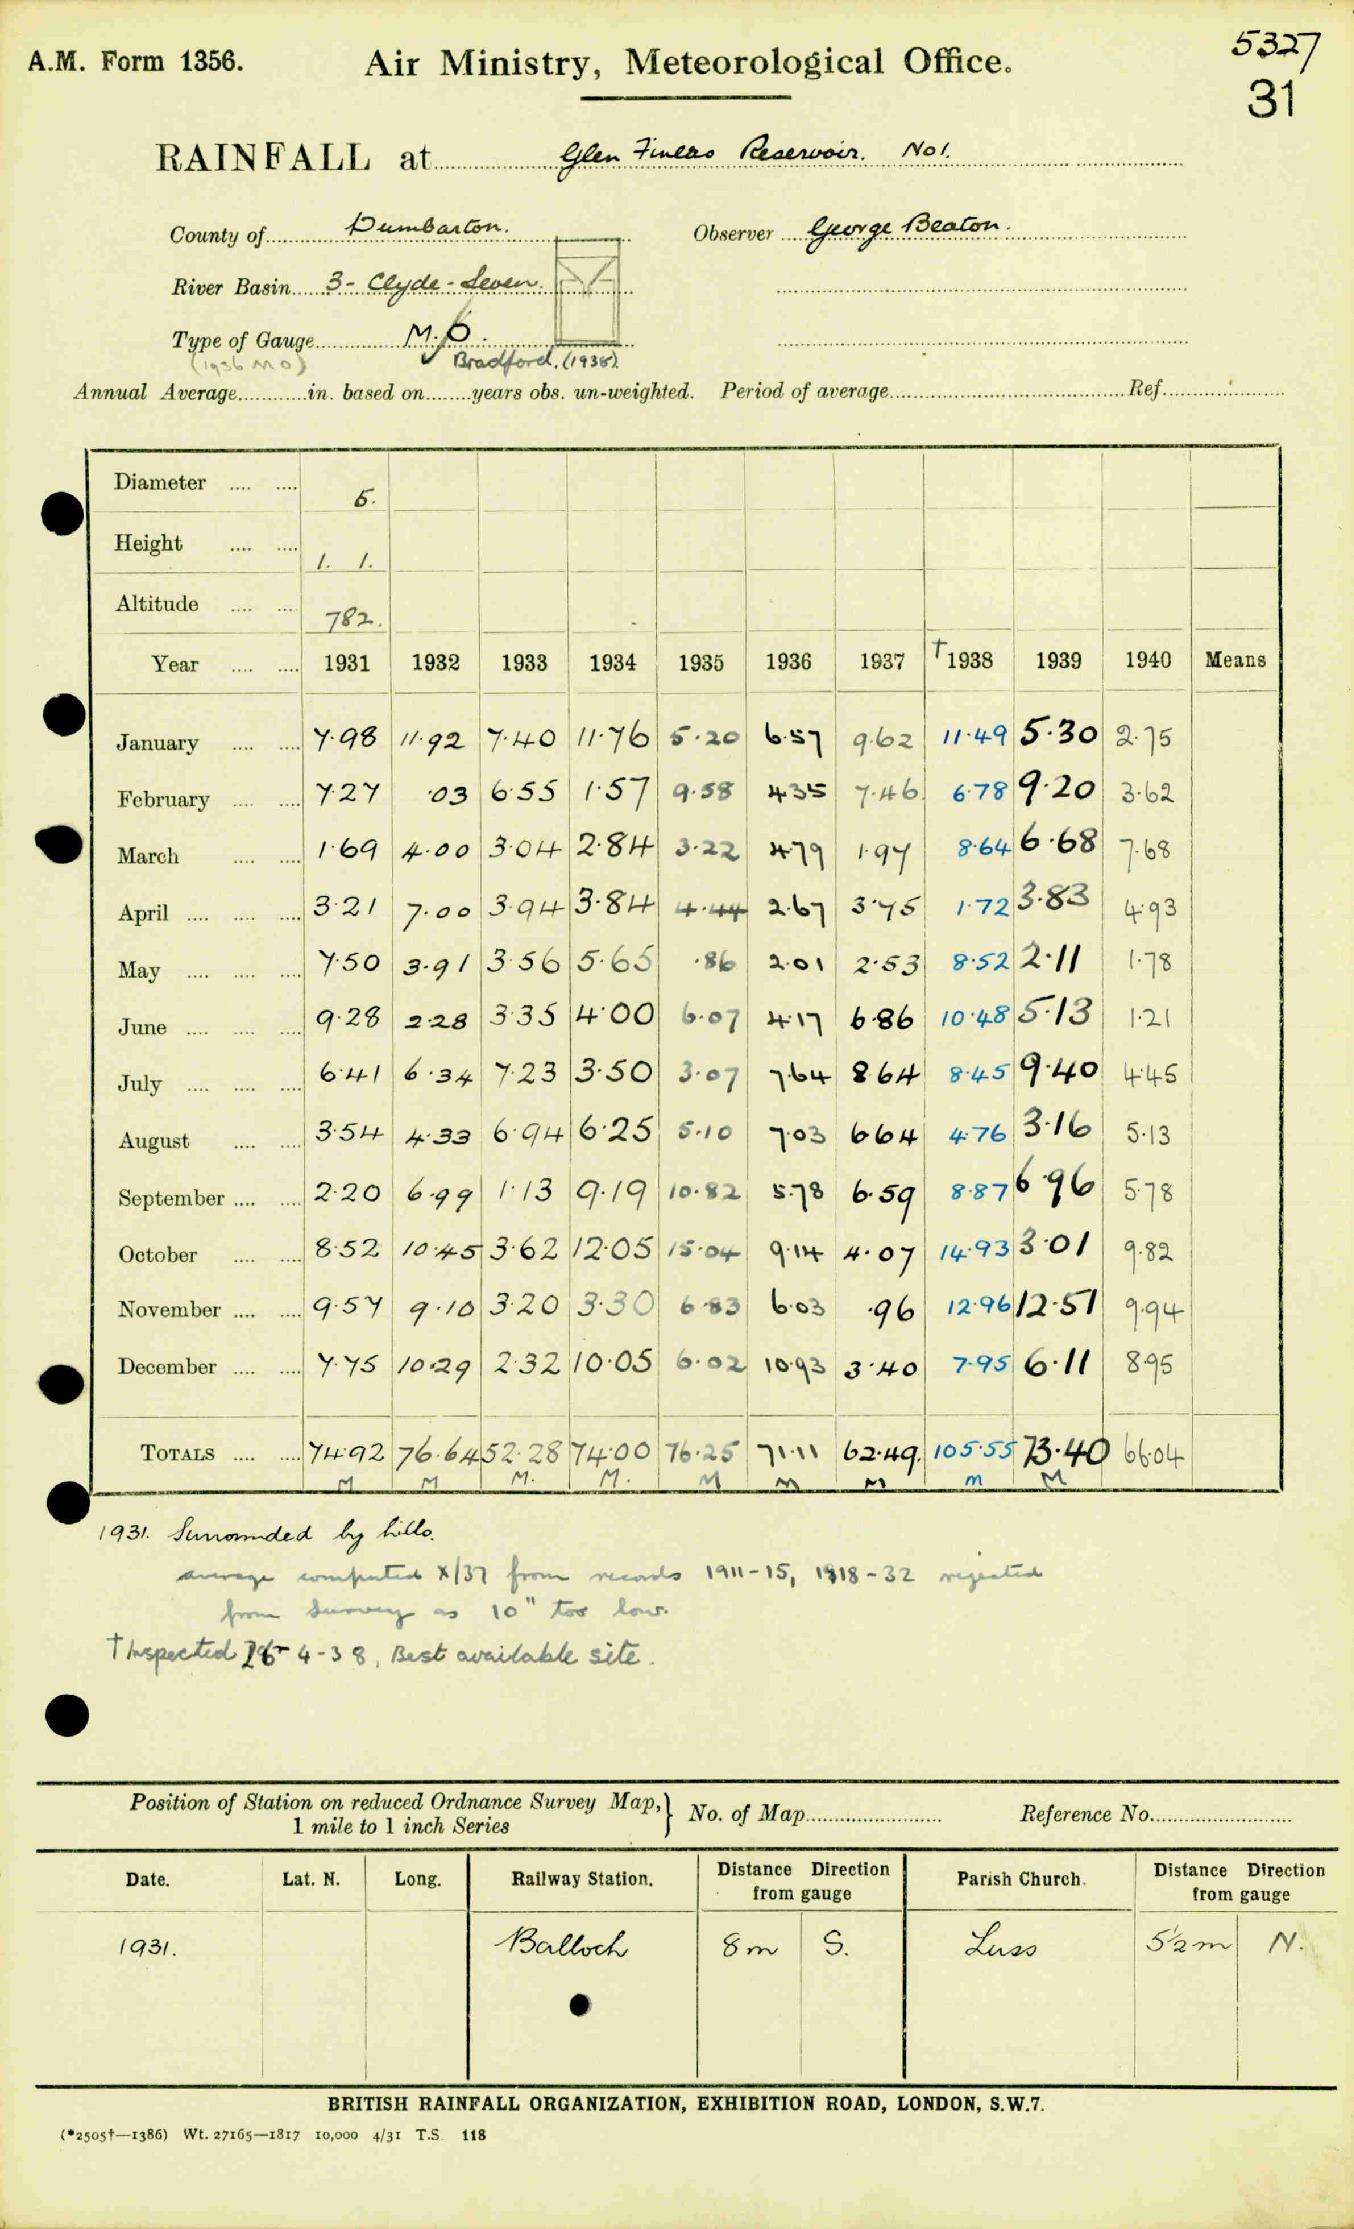 5327
A.M. Form 1356. Air Ministry, Meteorological Office.
31
RAINFALL at Glen Finlas Reservoir. No 1.
County of Dumbarton. Observer George Beaton.
River Basin 3 - Clyde - Leven
Type of Gauge M.O.
(1936 MO) Bradford. (1938)
Annual Average in. based on years obs. un-weighted. Period of average Ref.
Diameter 5.
Height 1. 1.
Altitude 782.
Year 1931 1932 1933 1934 1935 1936 1937 †1938 1939 1940 Means
January 7.98 11.92 7.40 11.76 5.20 6.57 9.62 11.49 5.30 2.75
February 7.27 .03 6.55 1.57 9.58 4.35 7.46 6.78 9.20 3.62
March 1.69 4.00 3.04 2.84 3.22 4.79 1.97 8.64 6.68 7.68
April 3.21 7.00 3.94 3.84 4.44 2.67 3.75 1.72 3.83 4.93
May 7.50 3.91 3.56 5.65 .86 2.01 2.53 8.52 2.11 1.78
June 9.28 2.28 3.35 4.00 6.07 4.17 6.86 10.48 5.13 1.21
July 6.41 6.34 7.23 3.50 3.07 7.64 8.64 8.45 9.40 4.45
August 3.54 4.33 6.94 6.25 5.10 7.03 6.64 4.76 3.16 5.13
September 2.20 6.99 1.13 9.19 10.82 5.78 6.59 8.87 6.96 5.78
October 8.52 10.45 3.62 12.05 15.04 9.14 4.07 14.93 3.01 9.82
November 9.57 9.10 3.20 3.30 6.83 6.03 .96 12.96 12.51 9.94
December 7.75 10.29 2.32 10.05 6.02 10.93 3.40 7.95 6.11 8.95
TOTALS 74.92 76.64 52.28 74.00 76.25 71.11 62.49. 105.55 73.40 66.04
M M M. M. M M M M M
1931. Surrounded by hills.
average computed X/37 from records 1911-15, 1918-32 rejected
from Survey as 10" too low.
† Inspected 4-38, Best available site.
Position of Station on reduced Ordnance Survey Map, 1 mile to 1 inch Series } No. of Map Reference No.
Date. Lat. N. Long. Railway Station. Distance Direction from gauge Parish Church. Distance Direction from gauge
1931. Balloch 8 m S. Luss 5½ m N.
BRITISH RAINFALL ORGANIZATION, EXHIBITION ROAD, LONDON, S.W.7.
(*2505†—1386) Wt. 27165—1817 10,000 4/31 T.S. 118